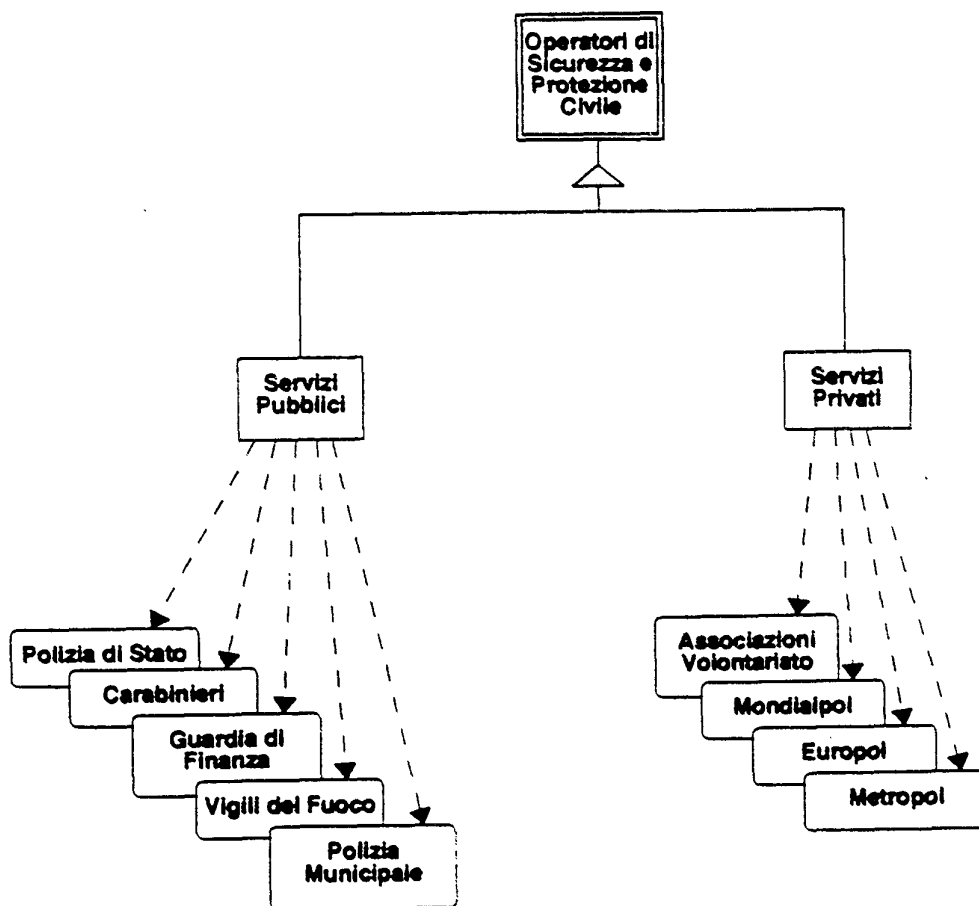 Operatori di
Sicurezza e
Protezione
Civile
Servizi
Pubblici
Servizi
Privati
Polizia di Stato
Carabinieri
Guardia di
Finanza
Vigili del Fuoco
Polizia
Municipale
Associazioni
Volontariato
Mondialpol
Europol
Metropol